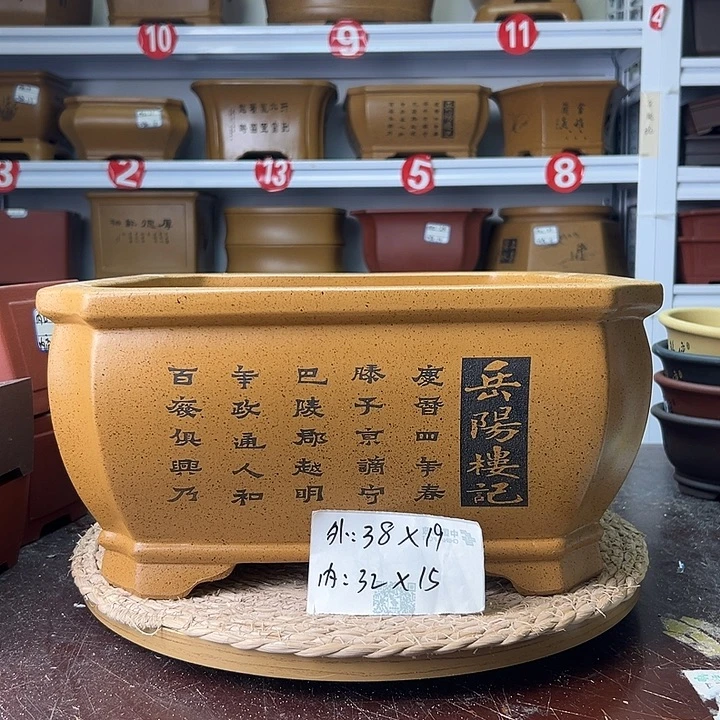 10
9
11
4
3
2
13
5
8
岳陽樓記
慶曆四年春
滕子京謫守
巴陵郡越明
年政通人和
百廢俱興乃
外:38×19
内:32×15